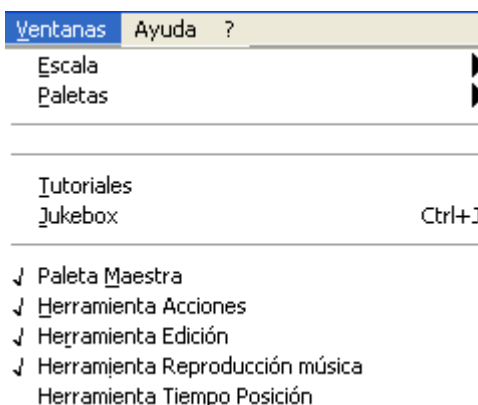 Ventanas Ayuda ?
Escala
Paletas
Tutoriales
Jukebox Ctrl+J
Paleta Maestra
Herramienta Acciones
Herramienta Edición
Herramienta Reproducción música
Herramienta Tiempo Posición